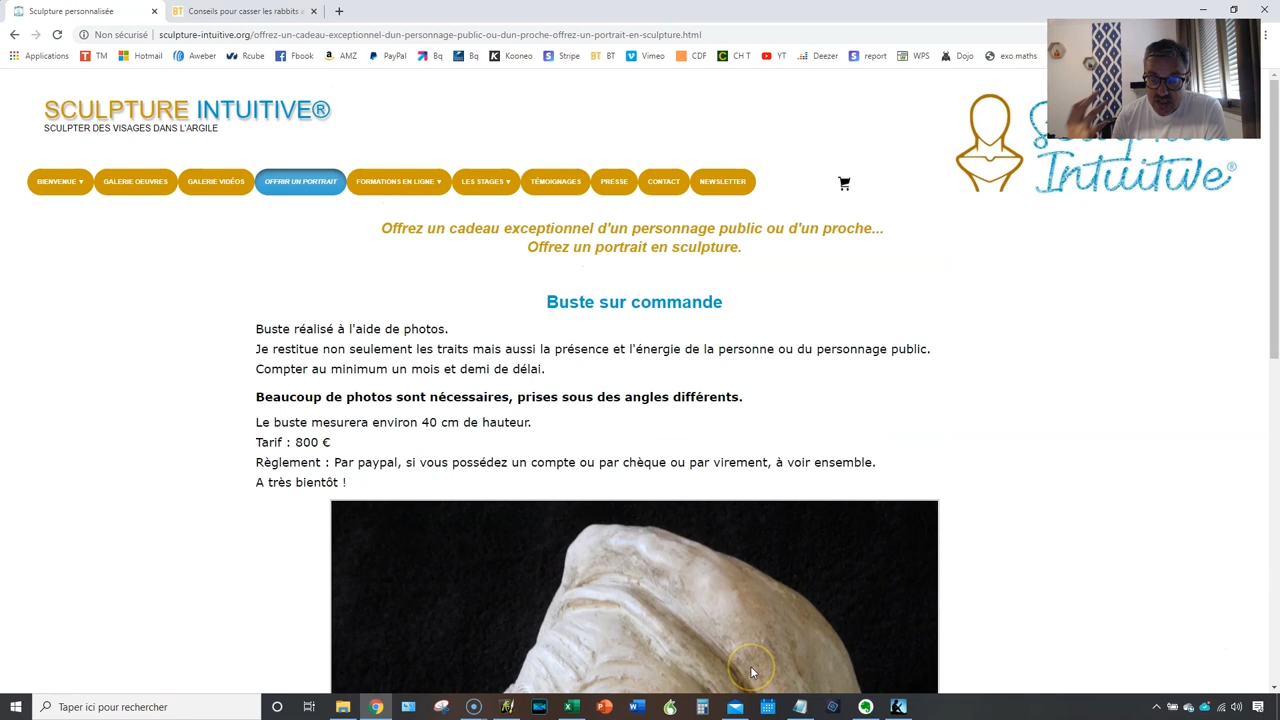 Sculpture personnalisée
Conseils pour casser les rabbits a
Non sécurisé
sculpture-intuitive.org/offrez-un-cadeau-exceptionnel-dun-personnage-public-ou-
me-offrez-un-portrait-en-sculpture.html
Applications TM Hotmail Aweber Rcube Fbook AMZ PayPal Bq Bq Kooneo Stripe BT Vimeo CDF CH T YT Deezer report WPS Dojo exo maths
SCULPTURE INTUITIVE®
SCULPTER DES VISAGES DANS L'ARGILE
Intuitive®
BIENVENUE ▼ GALERIE OEUVRES GALERIE VIDÉOS OFFRIR UN PORTRAIT FORMATIONS EN LIGNE ▼ LES STAGES ▼ TÉMOIGNAGES PRESSE CONTACT NEWSLETTER
Offrez un cadeau exceptionnel d'un personnage public ou d'un proche...
Offrez un portrait en sculpture.
Buste sur commande
Buste réalisé à l'aide de photos.
Je restitue non seulement les traits mais aussi la présence et l'énergie de la personne ou du personnage public.
Compter au minimum un mois et demi de délai.
Beaucoup de photos sont nécessaires, prises sous des angles différents.
Le buste mesurera environ 40 cm de hauteur.
Tarif : 800 €
Règlement : Par paypal, si vous possédez un compte ou par chèque ou par virement, à voir ensemble.
A très bientôt !
Taper ici pour rechercher